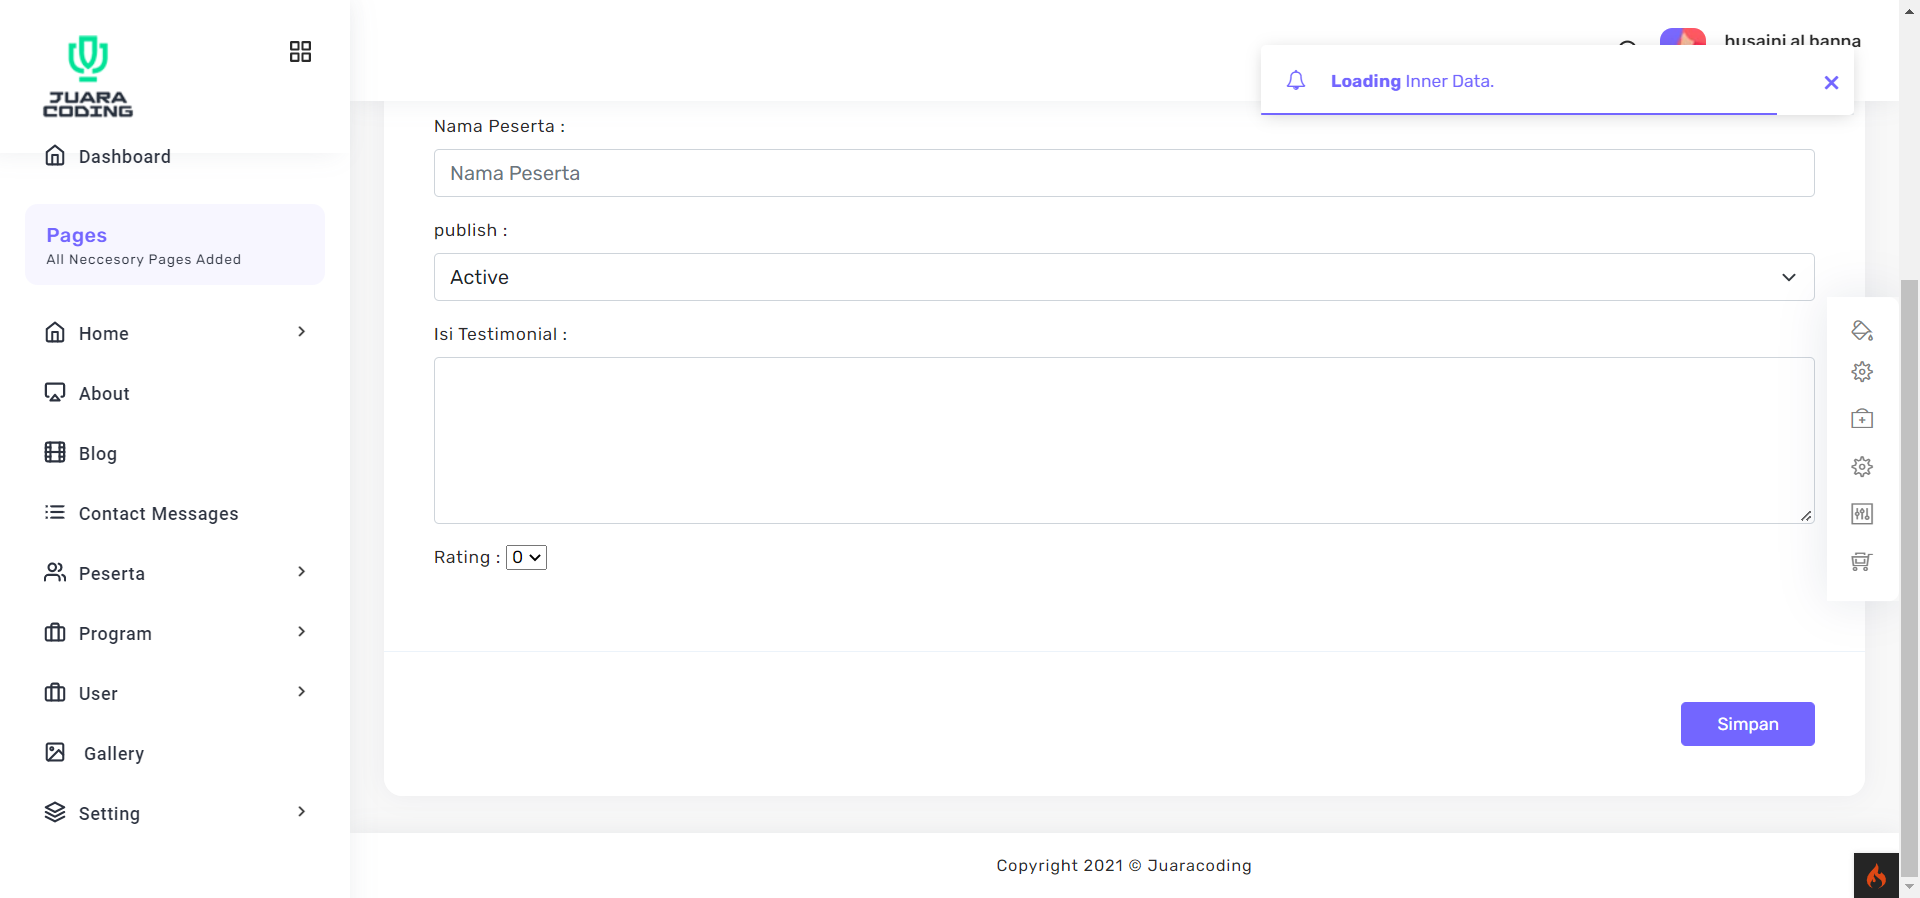 JUARA
CODING
husaini al banna
Loading Inner Data.
Dashboard
Pages
All Neccesory Pages Added
Home
About
Blog
Contact Messages
Peserta
Program
User
Gallery
Setting
Nama Peserta :
Nama Peserta
publish :
Active
Isi Testimonial :
Rating : 0
Simpan
Copyright 2021 © Juaracoding